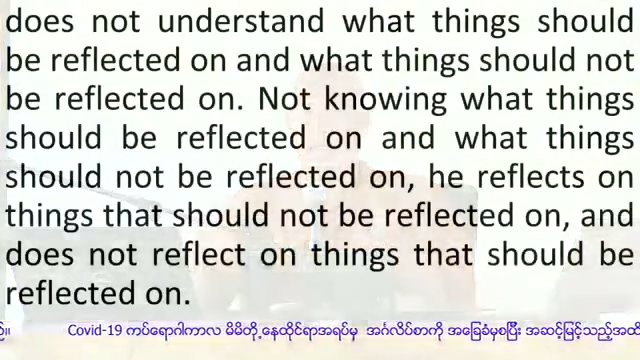 does not understand what things should
be reflected on and what things should not
be reflected on. Not knowing what things
should be reflected on and what things
should not be reflected on, he reflects on
things that should not be reflected on, and
does not reflect on things that should be
reflected on.
Covid-19 ကပ်ရောဂါကာလ မိမိတို့နေထိုင်ရာအရပ်မှ အင်္ဂလိပ်စာကို အခြေခံမှစပြီး အဆင့်မြင့်သည့်အထိ